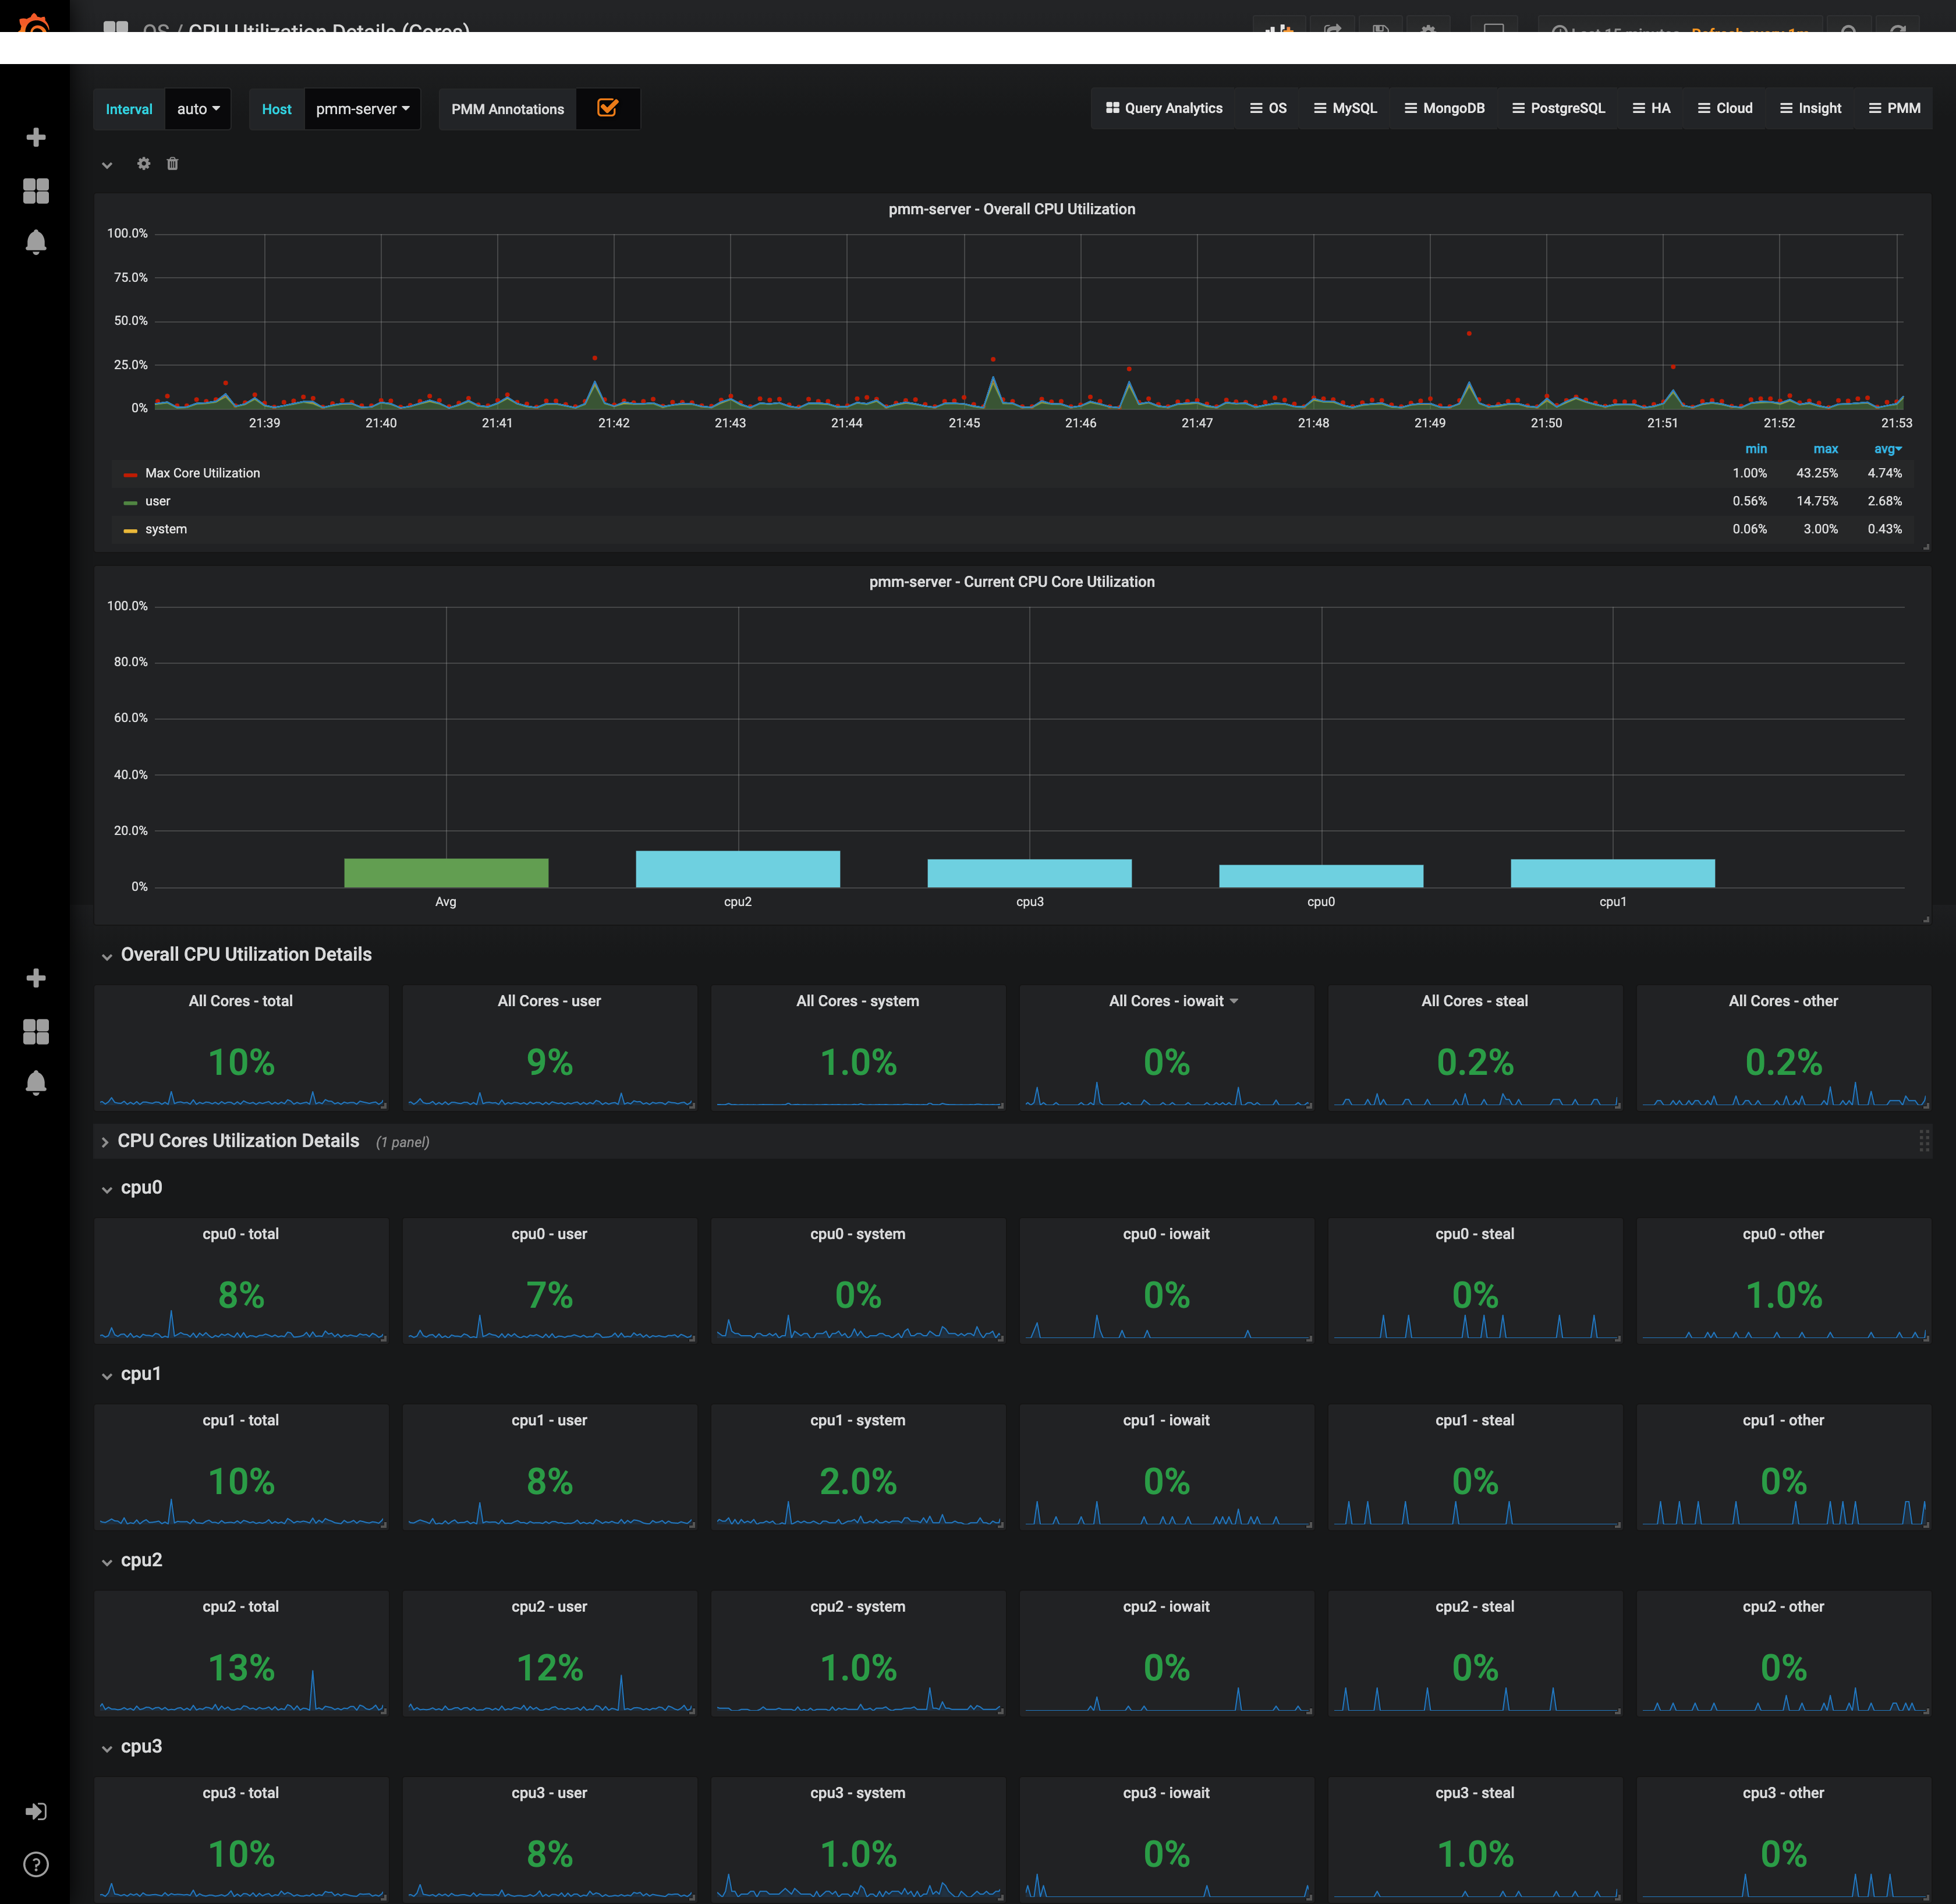 OS / CPU Utilization Details (Cores)
Last 15 minutes Refresh every 1m
Interval auto Host pmm-server PMM Annotations Query Analytics OS MySQL MongoDB PostgreSQL HA Cloud Insight PMM
pmm-server - Overall CPU Utilization
100.0%
75.0%
50.0%
25.0%
0%
21:39 21:40 21:41 21:42 21:43 21:44 21:45 21:46 21:47 21:48 21:49 21:50 21:51 21:52 21:53
min max avg
Max Core Utilization 1.00% 43.25% 4.74%
user 0.56% 14.75% 2.68%
system 0.06% 3.00% 0.43%
pmm-server - Current CPU Core Utilization
100.0%
80.0%
60.0%
40.0%
20.0%
0%
Avg cpu2 cpu3 cpu0 cpu1
Overall CPU Utilization Details
All Cores - total All Cores - user All Cores - system All Cores - iowait All Cores - steal All Cores - other
10% 9% 1.0% 0% 0.2% 0.2%
CPU Cores Utilization Details (1 panel)
cpu0
cpu0 - total cpu0 - user cpu0 - system cpu0 - iowait cpu0 - steal cpu0 - other
8% 7% 0% 0% 0% 1.0%
cpu1
cpu1 - total cpu1 - user cpu1 - system cpu1 - iowait cpu1 - steal cpu1 - other
10% 8% 2.0% 0% 0% 0%
cpu2
cpu2 - total cpu2 - user cpu2 - system cpu2 - iowait cpu2 - steal cpu2 - other
13% 12% 1.0% 0% 0% 0%
cpu3
cpu3 - total cpu3 - user cpu3 - system cpu3 - iowait cpu3 - steal cpu3 - other
10% 8% 1.0% 0% 1.0% 0%